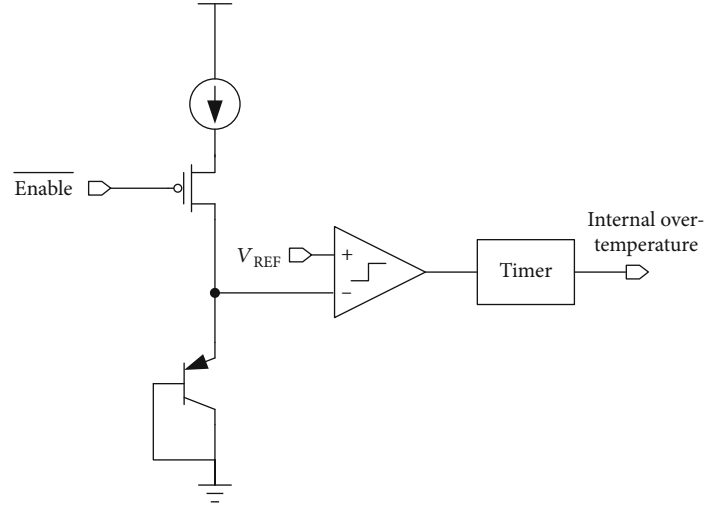 Enable
V_REF
+
−
Timer
Internal over-
temperature